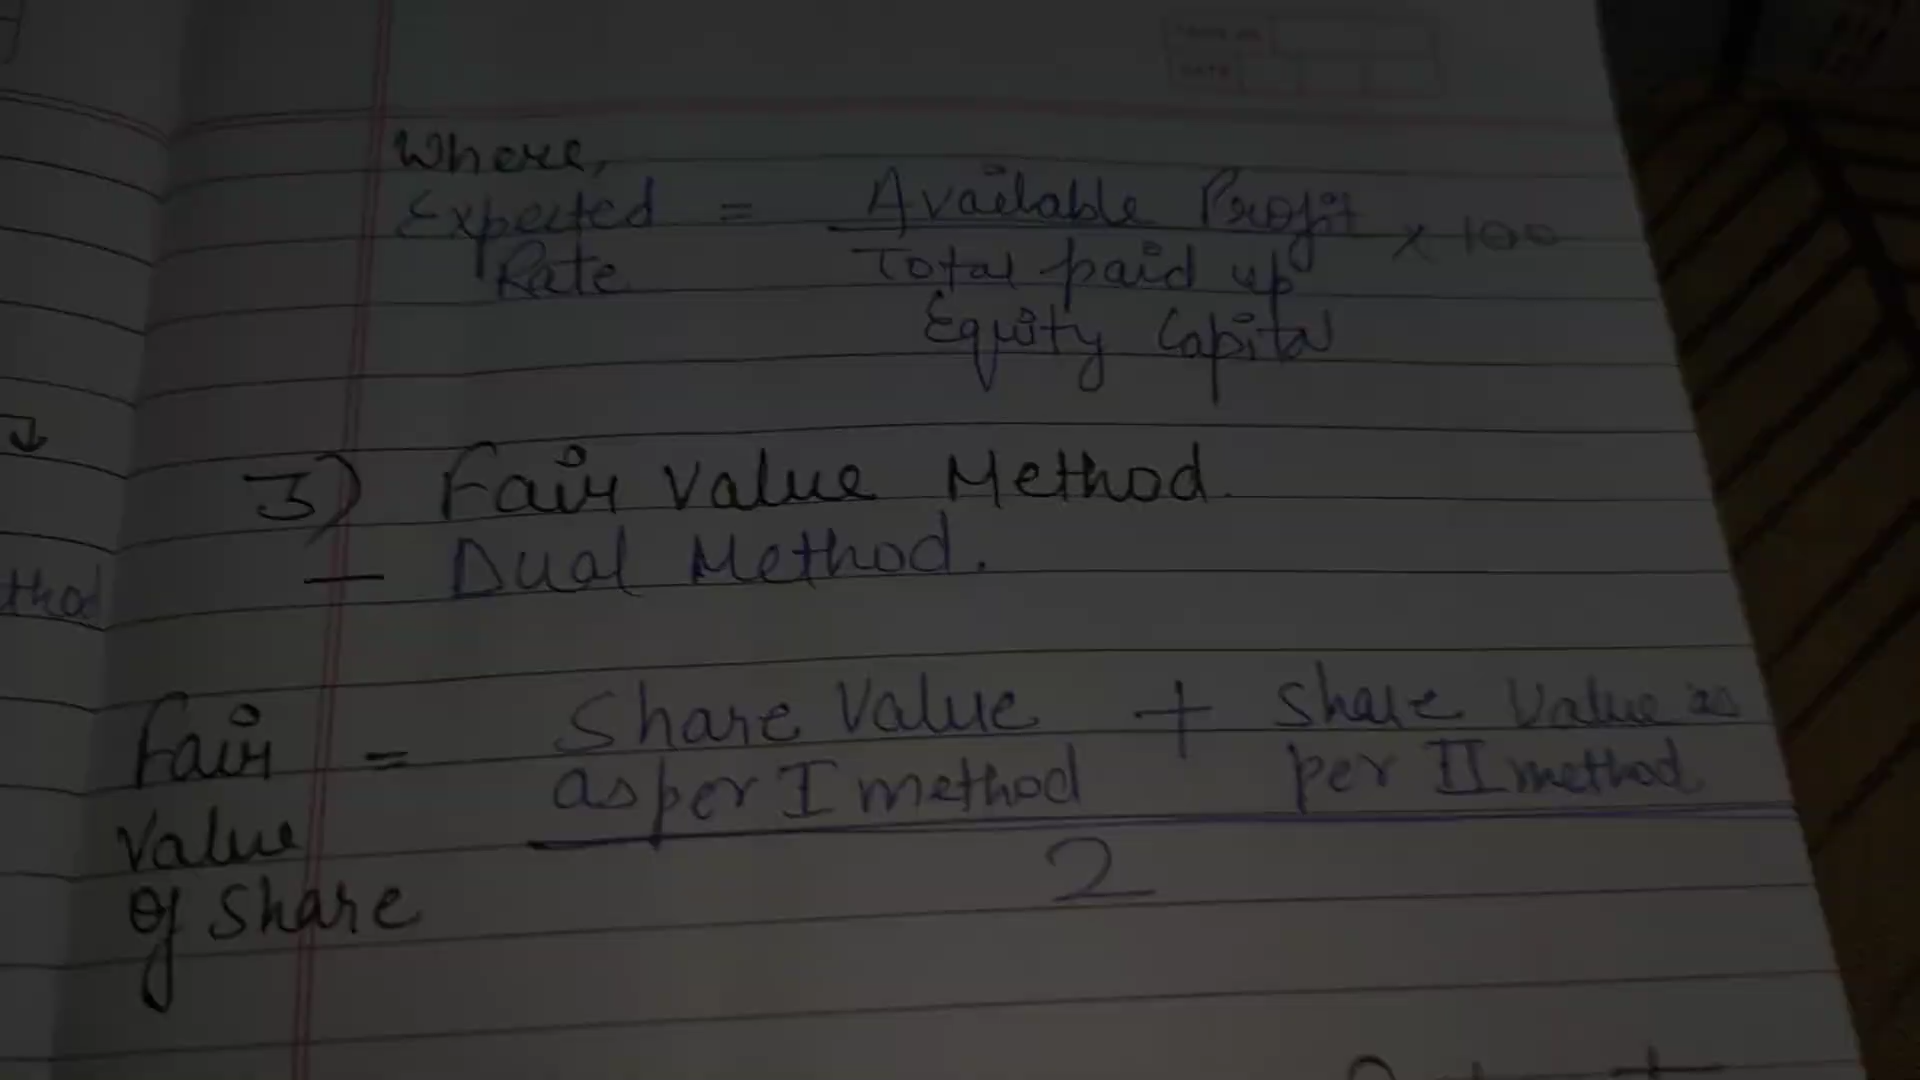 Where,
Expected = Available Profit × 100
Rate Total paid up
Equity Capital
3) Fair Value Method.
— Dual Method.
Fair = Share Value + Share Value as
as per I method per II method
Value 2
of Share
thod